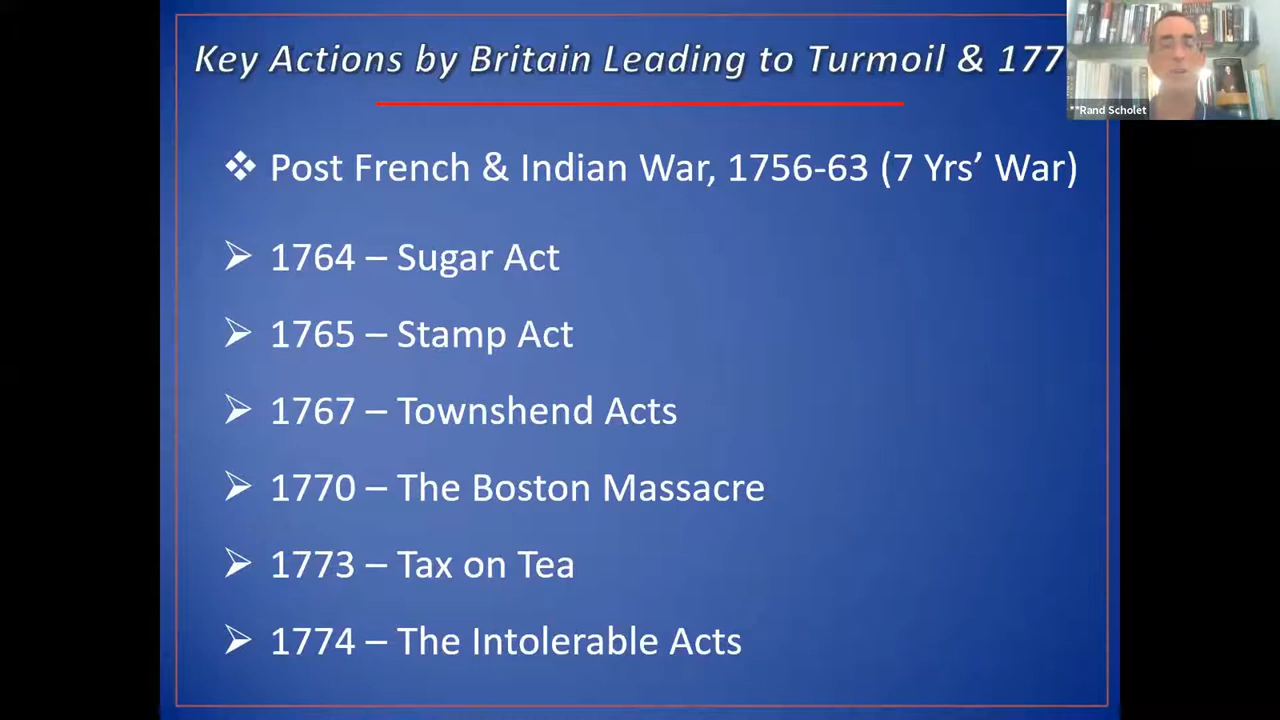 Key Actions by Britain Leading to Turmoil & 177
**Rand Scholet
❖ Post French & Indian War, 1756-63 (7 Yrs’ War)
➢ 1764 – Sugar Act
➢ 1765 – Stamp Act
➢ 1767 – Townshend Acts
➢ 1770 – The Boston Massacre
➢ 1773 – Tax on Tea
➢ 1774 – The Intolerable Acts